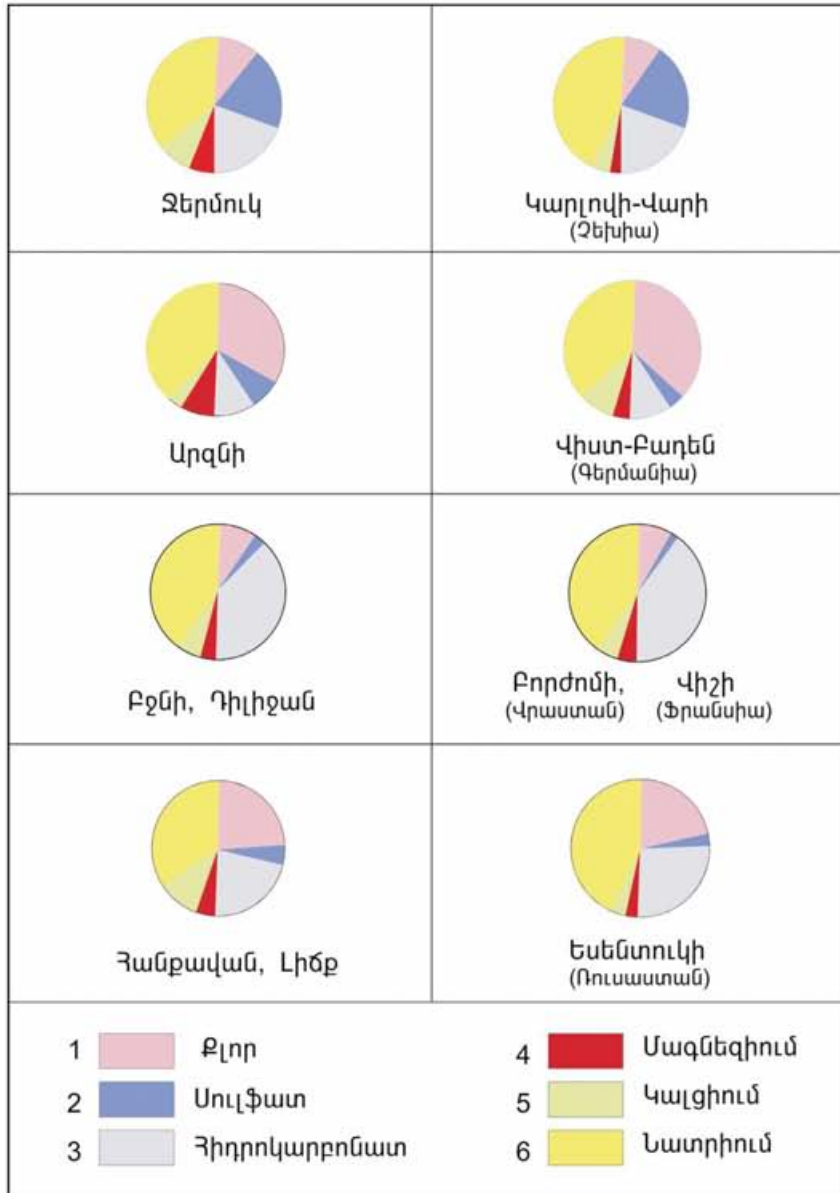 Ջերմուկ
Կարլովի-Վարի
(Չեխիա)
Արզնի
Վիստ-Բադեն
(Գերմանիա)
Բջնի, Դիլիջան
Բորժոմի, Վիշի
(Վրաստան) (Ֆրանսիա)
Հանքավան, Լիճք
Եսենտուկի
(Ռուսաստան)
1 Քլոր
2 Սուլֆատ
3 Հիդրոկարբոնատ
4 Մագնեզիում
5 Կալցիում
6 Նատրիում